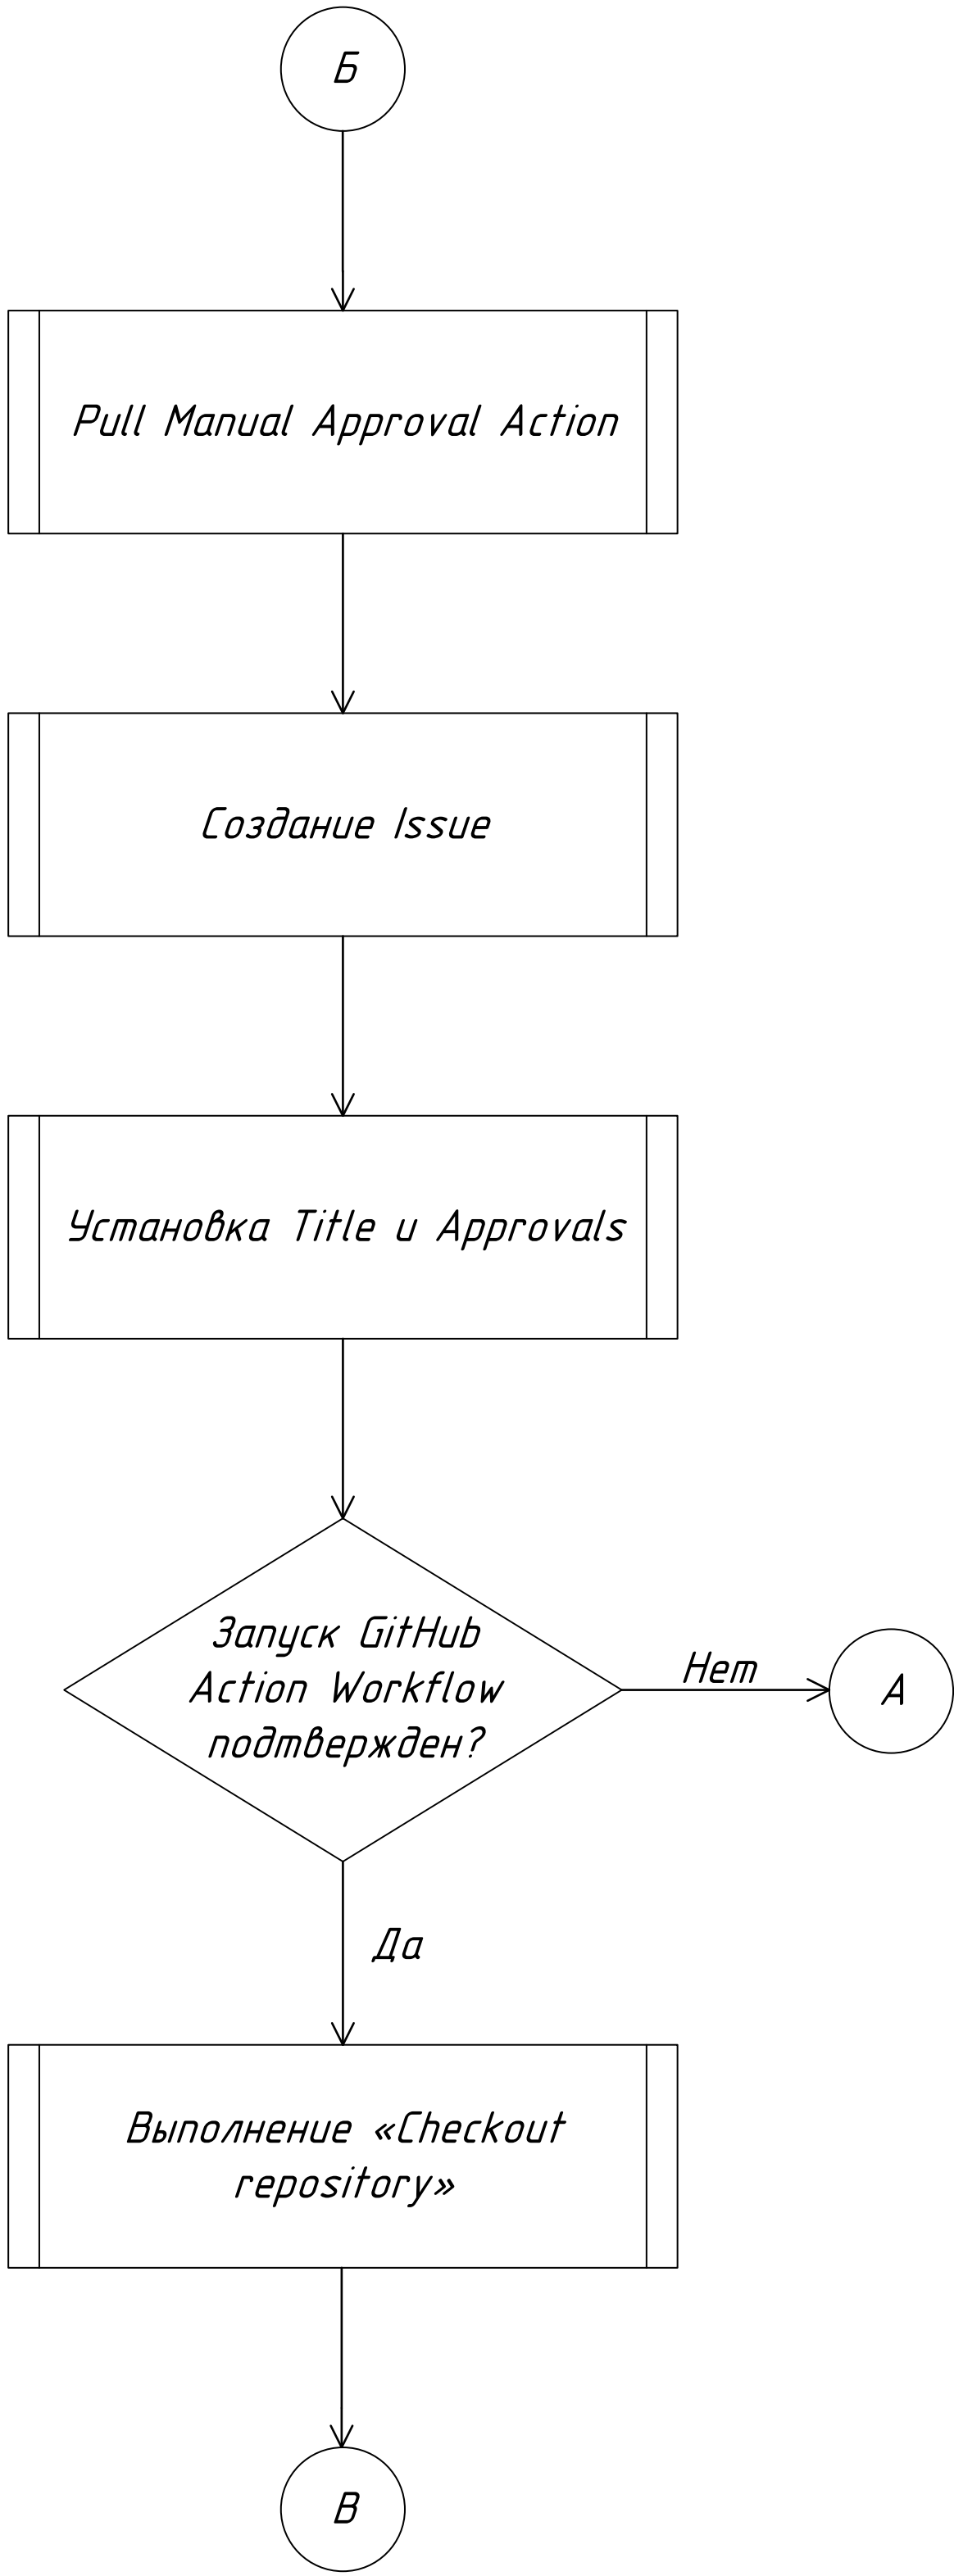 Б
Pull Manual Approval Action
Создание Issue
Установка Title и Approvals
Запуск GitHub
Action Workflow
подтвержден?
Нет
А
Да
Выполнение «Checkout
repository»
В